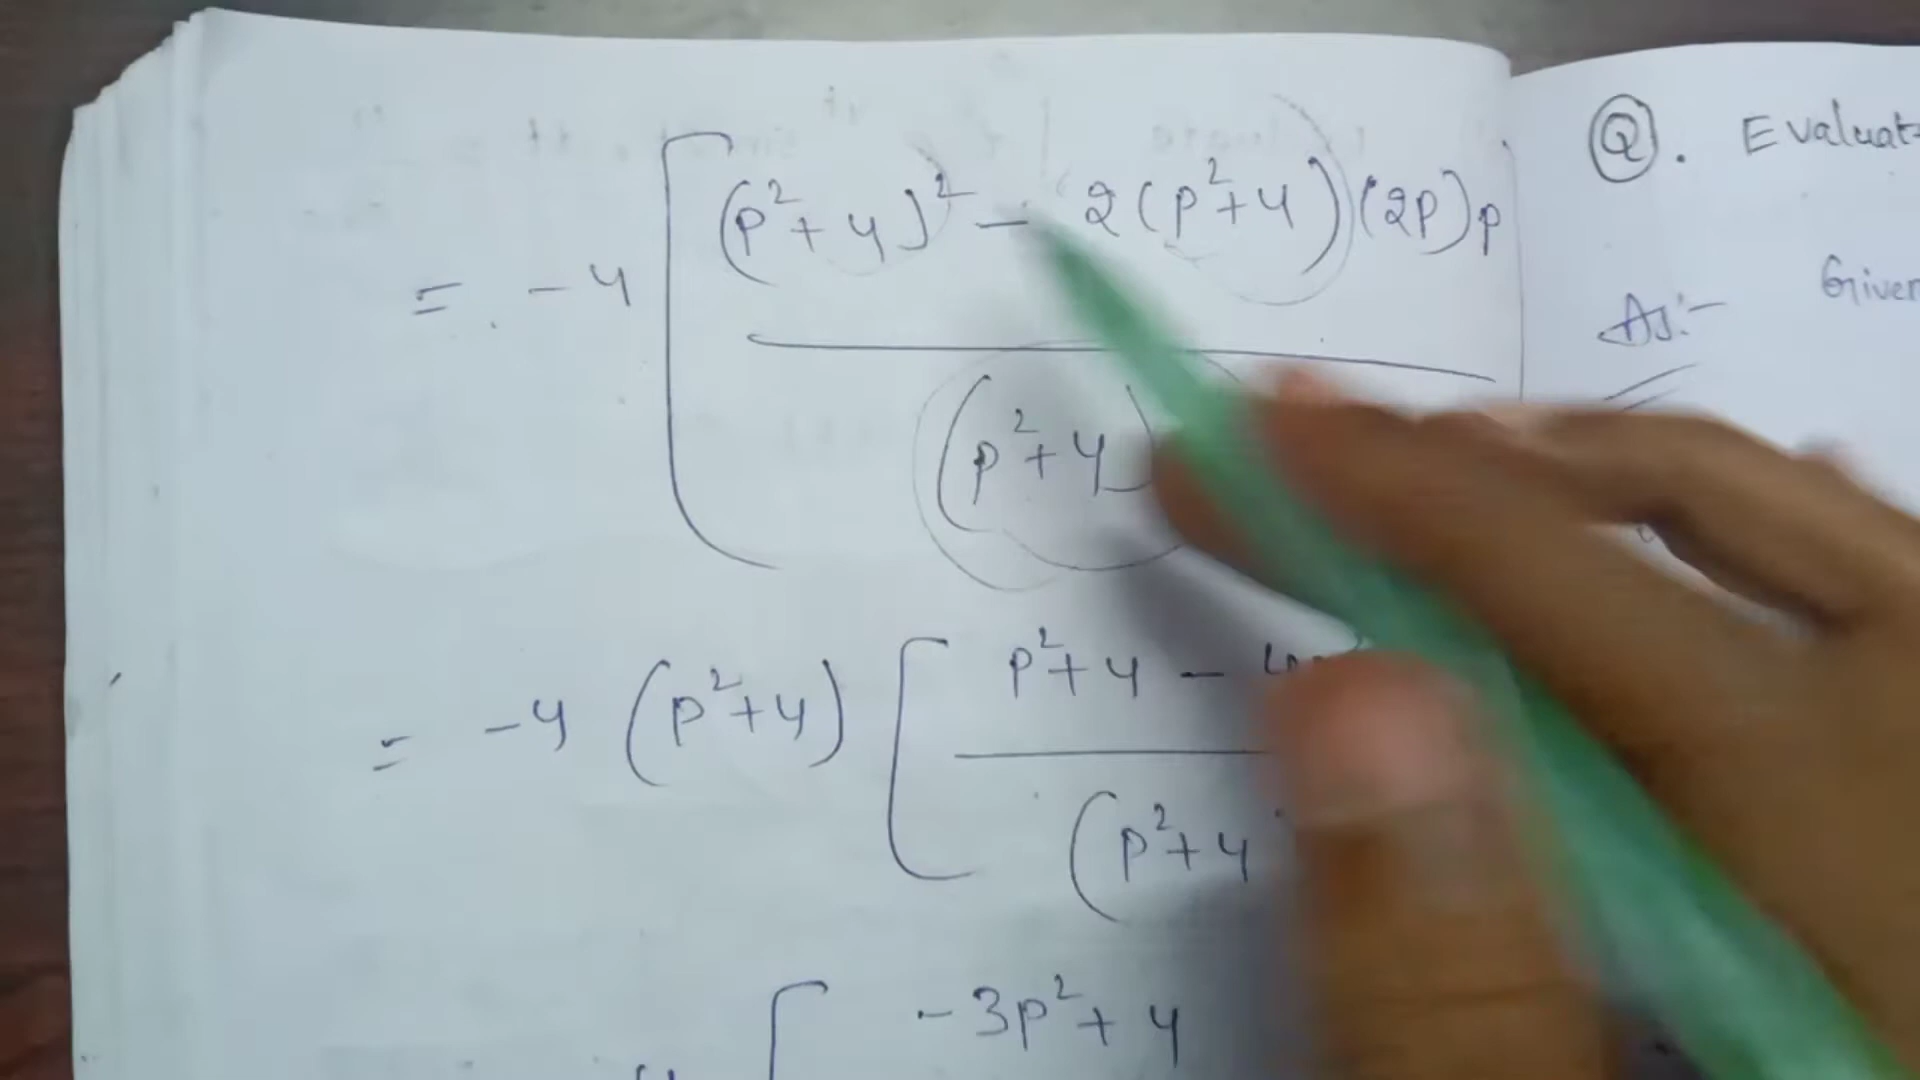 = -4 [ (p²+4)² - 2(p²+4)(2p)p
(p²+4)
= -4 (p²+4) [ p²+4 - 4p²
(p²+4
[ -3p²+4
Q. Evaluat
As:- Given